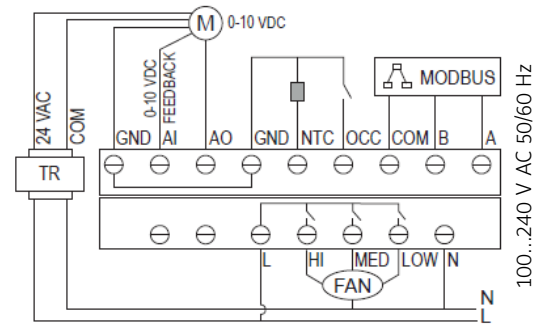 M 0-10 VDC
24 VAC
COM
0-10 VDC
FEEDBACK
MODBUS
GND AI AO GND NTC OCC COM B A
TR
L HI MED LOW N
FAN
N
L
100...240 V AC 50/60 Hz